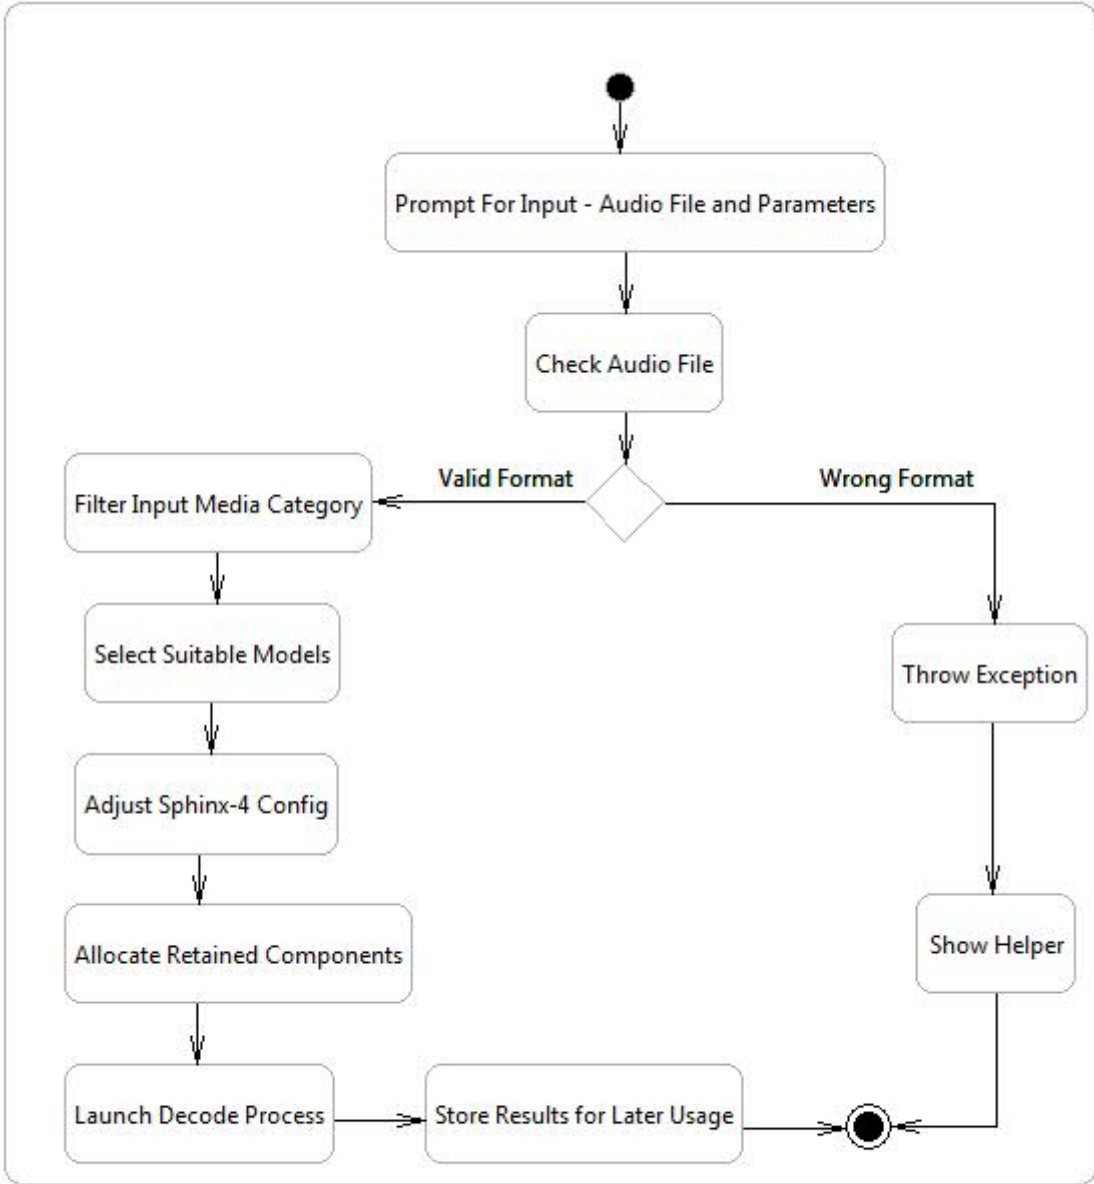 Prompt For Input - Audio File and Parameters
Check Audio File
Valid Format
Wrong Format
Filter Input Media Category
Select Suitable Models
Throw Exception
Adjust Sphinx-4 Config
Allocate Retained Components
Show Helper
Launch Decode Process
Store Results for Later Usage